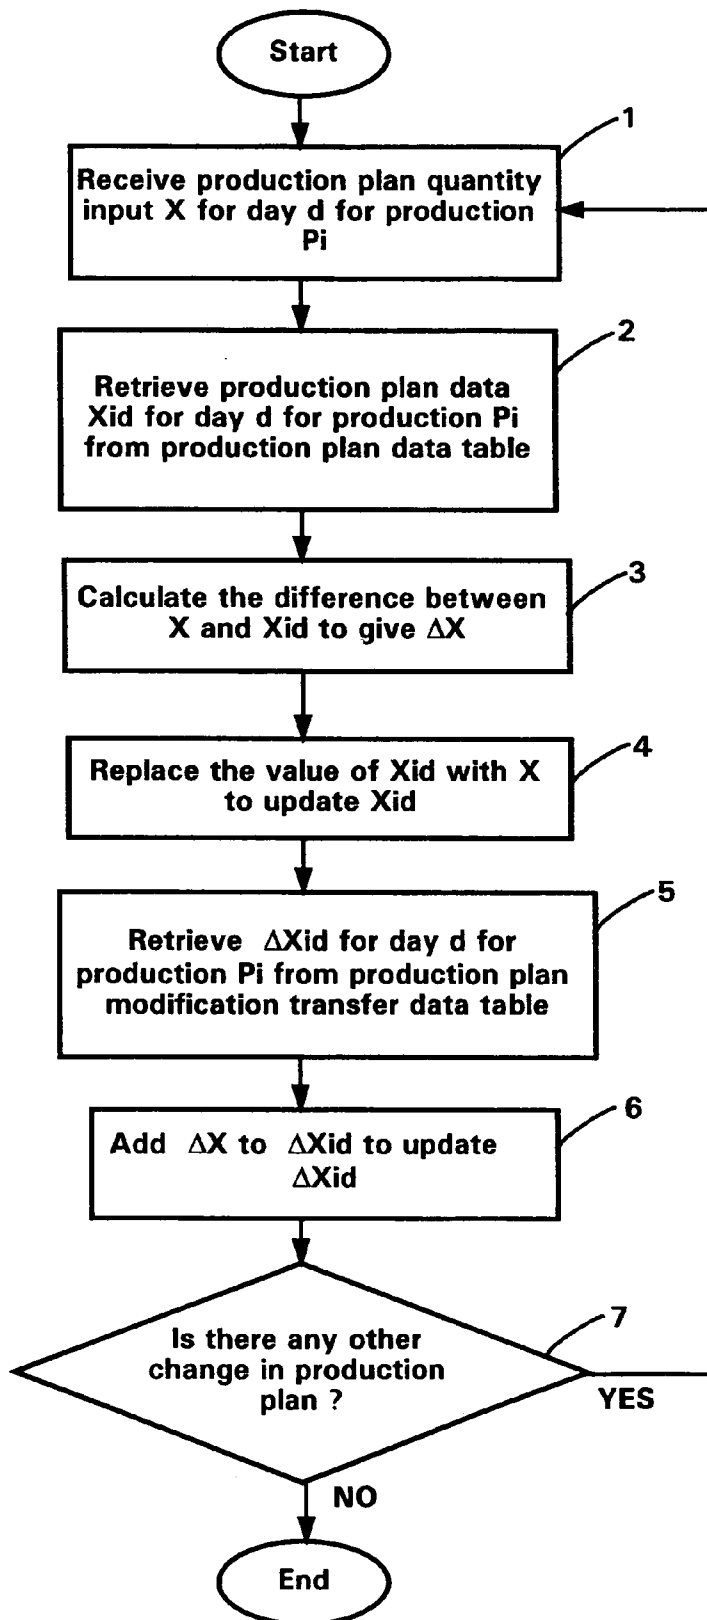 Start
1
Receive production plan quantity
input X for day d for production
Pi
2
Retrieve production plan data
Xid for day d for production Pi
from production plan data table
3
Calculate the difference between
X and Xid to give ΔX
4
Replace the value of Xid with X
to update Xid
5
Retrieve ΔXid for day d for
production Pi from production plan
modification transfer data table
6
Add ΔX to ΔXid to update
ΔXid
7
Is there any other
change in production
plan ?
YES
NO
End